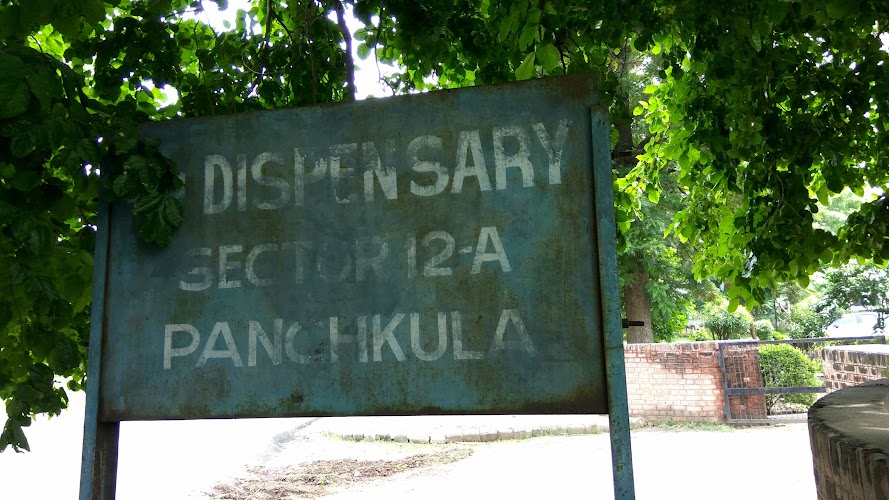 DISPENSARY
SECTOR 12-A
PANCHKULA